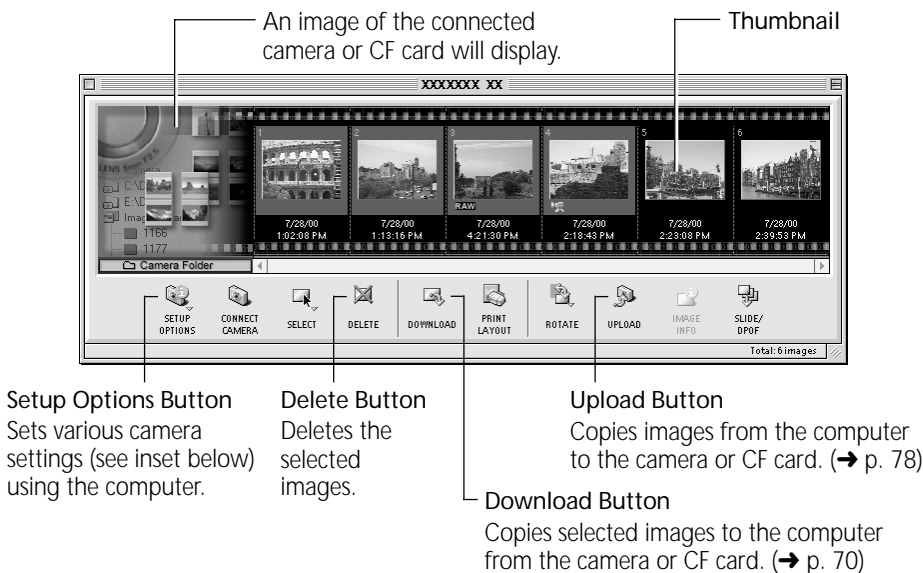 An image of the connected
camera or CF card will display.
Thumbnail
XXXXXXX XX
LENS 5mm F2.5
C:\D
E:\D
Imag
1166
1177
Camera Folder
1
7/28/00
1:02:08 PM
2
7/28/00
1:13:16 PM
3
RAW
7/28/00
4:21:30 PM
4
7/28/00
2:18:43 PM
5
7/28/00
2:23:08 PM
6
7/28/00
2:39:53 PM
SETUP
OPTIONS
CONNECT
CAMERA
SELECT
DELETE
DOWNLOAD
PRINT
LAYOUT
ROTATE
UPLOAD
IMAGE
INFO
SLIDE/
DPOF
Total:6 images
Setup Options Button
Sets various camera
settings (see inset below)
using the computer.
Delete Button
Deletes the
selected
images.
Upload Button
Copies images from the computer
to the camera or CF card. (➔ p. 78)
Download Button
Copies selected images to the computer
from the camera or CF card. (➔ p. 70)